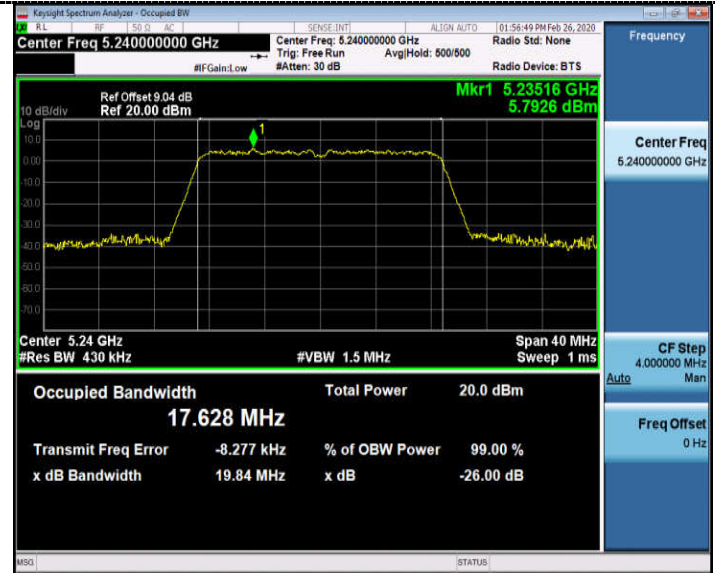 Keysight Spectrum Analyzer - Occupied BW
RL RF 50 Ω AC SENSE:INT ALIGN AUTO 01:56:49 PM Feb 26, 2020
Center Freq 5.240000000 GHz
Center Freq: 5.240000000 GHz
Radio Std: None
Trig: Free Run Avg|Hold: 500/500
#IFGain:Low #Atten: 30 dB Radio Device: BTS
Mkr1 5.23516 GHz
5.7926 dBm
Ref Offset 9.04 dB
10 dB/div Ref 20.00 dBm
Log
10.0
0.00
-10.0
-20.0
-30.0
-40.0
-50.0
-60.0
-70.0
1
Center 5.24 GHz Span 40 MHz
#Res BW 430 kHz #VBW 1.5 MHz Sweep 1 ms
Occupied Bandwidth Total Power 20.0 dBm
17.628 MHz
Transmit Freq Error -8.277 kHz % of OBW Power 99.00 %
x dB Bandwidth 19.84 MHz x dB -26.00 dB
MSG STATUS
Frequency
Center Freq
5.240000000 GHz
CF Step
4.000000 MHz
Auto Man
Freq Offset
0 Hz